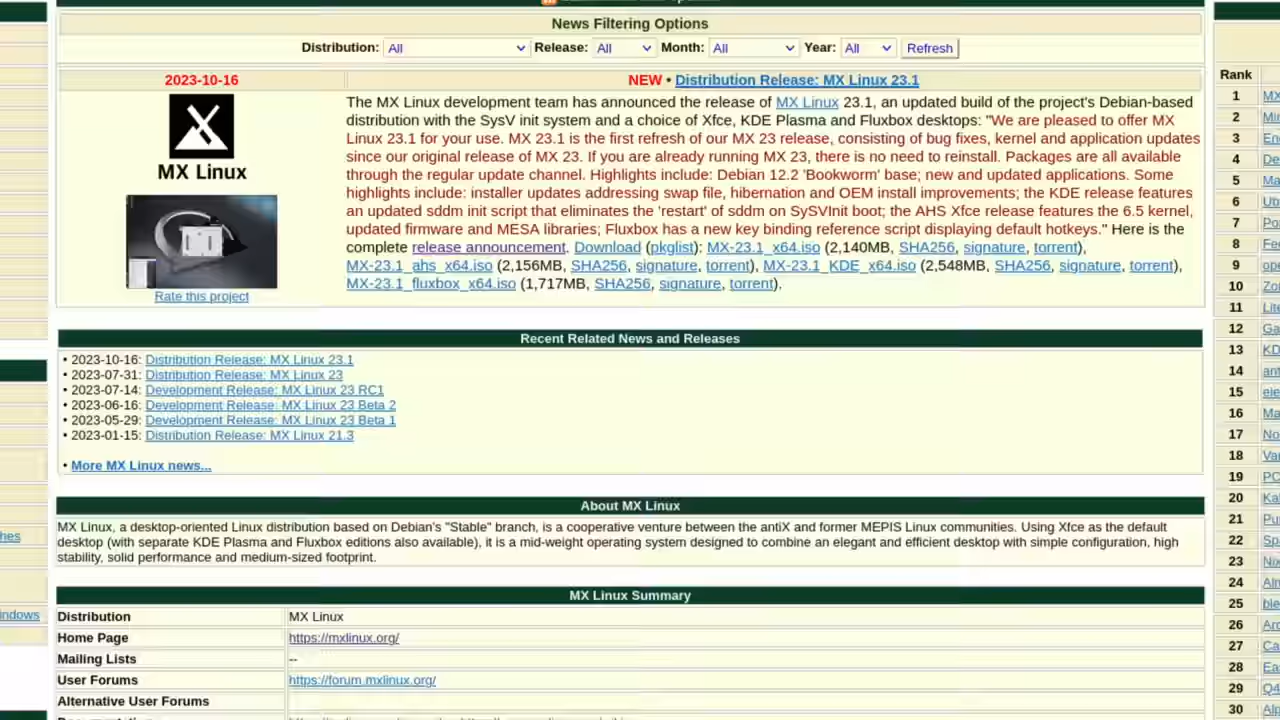 News Filtering Options
Distribution: All Release: All Month: All Year: All Refresh
2023-10-16
NEW • Distribution Release: MX Linux 23.1
MX Linux
Rate this project
The MX Linux development team has announced the release of MX Linux 23.1, an updated build of the project's Debian-based
distribution with the SysV init system and a choice of Xfce, KDE Plasma and Fluxbox desktops: "We are pleased to offer MX
Linux 23.1 for your use. MX 23.1 is the first refresh of our MX 23 release, consisting of bug fixes, kernel and application updates
since our original release of MX 23. If you are already running MX 23, there is no need to reinstall. Packages are all available
through the regular update channel. Highlights include: Debian 12.2 'Bookworm' base; new and updated applications. Some
highlights include: installer updates addressing swap file, hibernation and OEM install improvements; the KDE release features
an updated sddm init script that eliminates the 'restart' of sddm on SySVInit boot; the AHS Xfce release features the 6.5 kernel,
updated firmware and MESA libraries; Fluxbox has a new key binding reference script displaying default hotkeys." Here is the
complete release announcement. Download (pkglist): MX-23.1_x64.iso (2,140MB, SHA256, signature, torrent),
MX-23.1_ahs_x64.iso (2,156MB, SHA256, signature, torrent), MX-23.1_KDE_x64.iso (2,548MB, SHA256, signature, torrent),
MX-23.1_fluxbox_x64.iso (1,717MB, SHA256, signature, torrent).
Recent Related News and Releases
• 2023-10-16: Distribution Release: MX Linux 23.1
• 2023-07-31: Distribution Release: MX Linux 23
• 2023-07-14: Development Release: MX Linux 23 RC1
• 2023-06-16: Development Release: MX Linux 23 Beta 2
• 2023-05-29: Development Release: MX Linux 23 Beta 1
• 2023-01-15: Distribution Release: MX Linux 21.3
• More MX Linux news...
About MX Linux
MX Linux, a desktop-oriented Linux distribution based on Debian's "Stable" branch, is a cooperative venture between the antiX and former MEPIS Linux communities. Using Xfce as the default
desktop (with separate KDE Plasma and Fluxbox editions also available), it is a mid-weight operating system designed to combine an elegant and efficient desktop with simple configuration, high
stability, solid performance and medium-sized footprint.
MX Linux Summary
Distribution MX Linux
Home Page https://mxlinux.org/
Mailing Lists --
User Forums https://forum.mxlinux.org/
Alternative User Forums
hes
indows
Rank
1 MX
2 Min
3 En
4 De
5 Ma
6 Ub
7 Po
8 Fe
9 ope
10 Zo
11 Lit
12 Ga
13 KD
14 ant
15 ele
16 Ma
17 No
18 Va
19 PC
20 Kal
21 Pu
22 Sp
23 Nix
24 Aln
25 ble
26 Arc
27 Ca
28 Ea
29 Q4
30 Alp